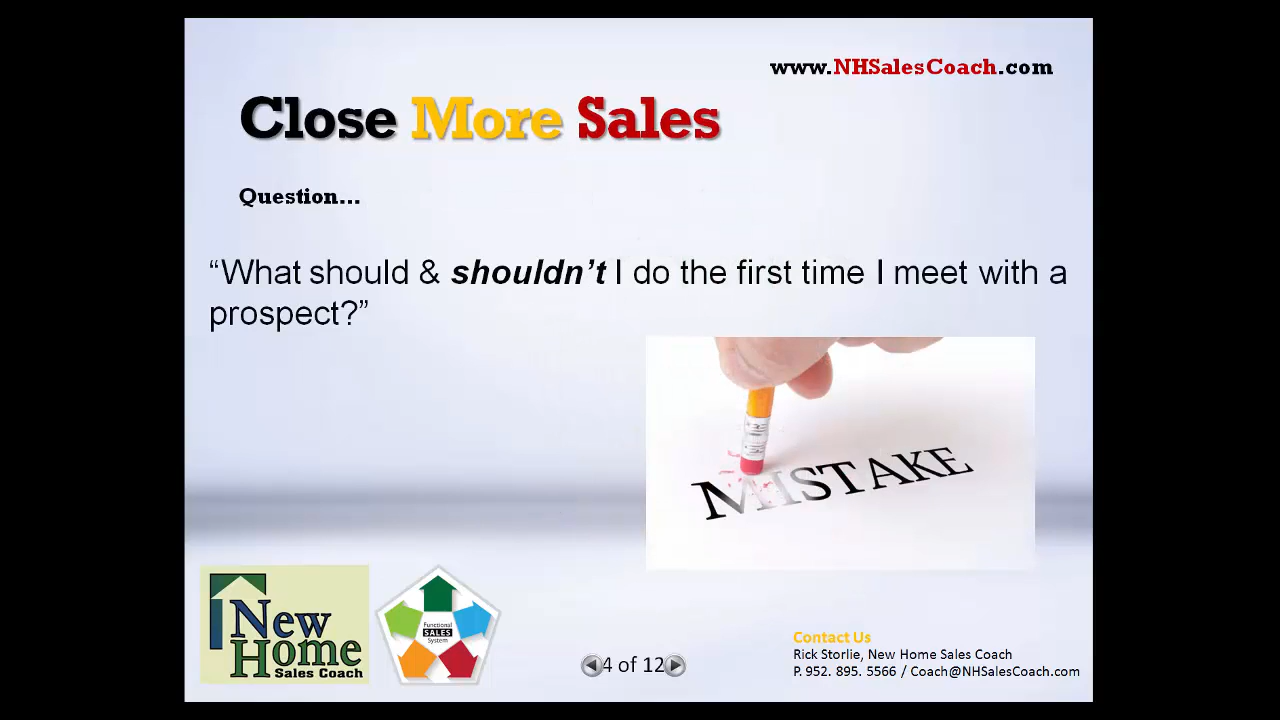 www.NHSalesCoach.com
Close More Sales
Question...
“What should & shouldn’t I do the first time I meet with a
prospect?”
MISTAKE
New
Home
Sales Coach
Functional
SALES
System
4 of 12
Contact Us
Rick Storlie, New Home Sales Coach
P. 952. 895. 5566 / Coach@NHSalesCoach.com